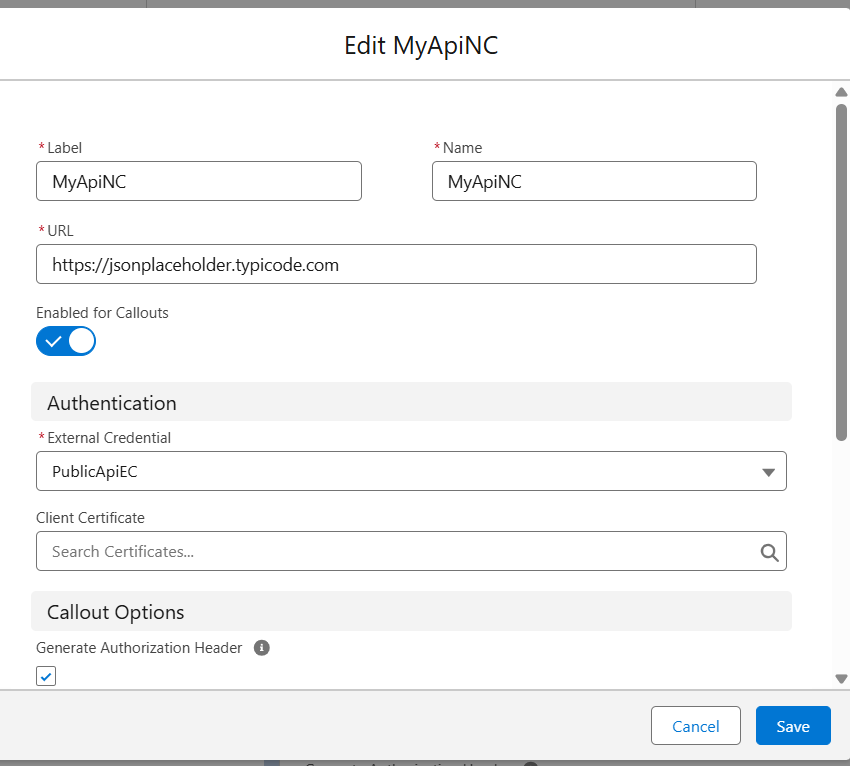 Edit MyApiNC
* Label
* Name
MyApiNC
MyApiNC
* URL
https://jsonplaceholder.typicode.com
Enabled for Callouts
Authentication
* External Credential
PublicApiEC
Client Certificate
Search Certificates...
Callout Options
Generate Authorization Header
Cancel
Save